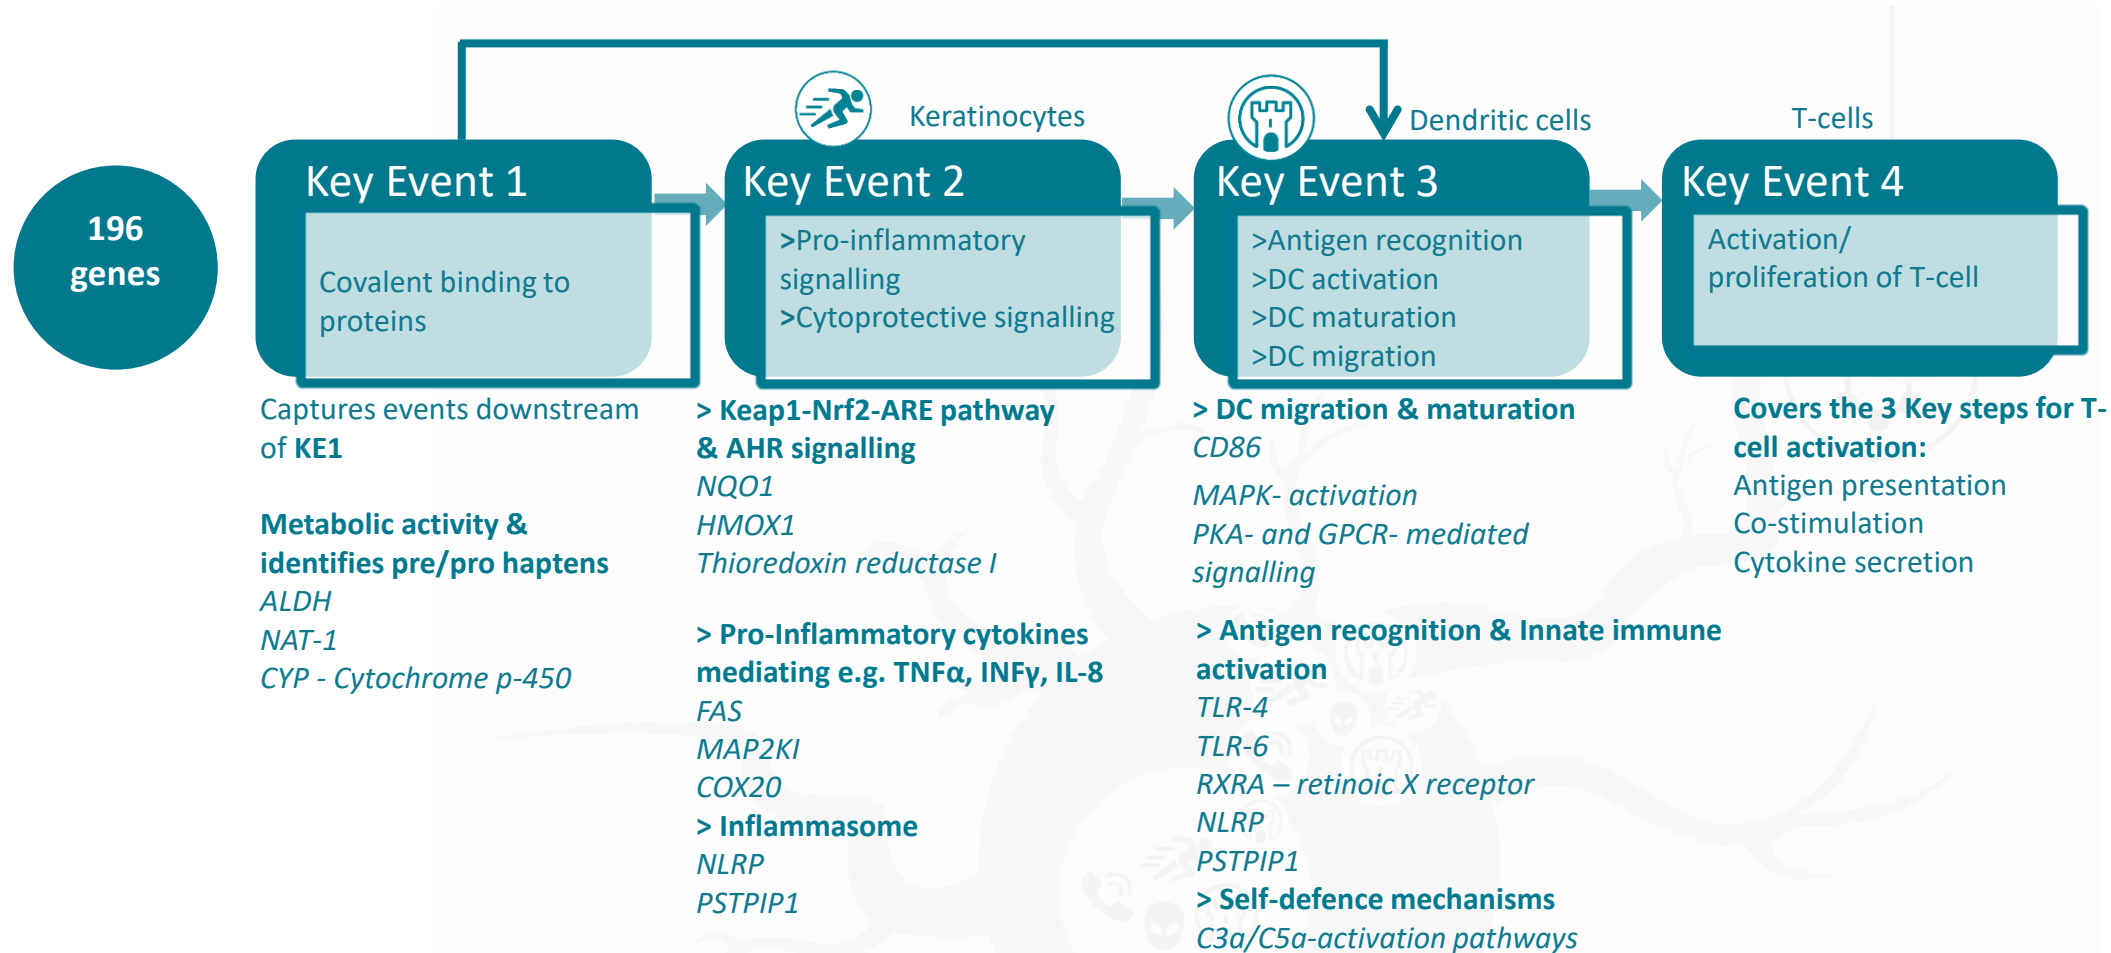 196
genes
Key Event 1
Covalent binding to
proteins
Captures events downstream
of KE1
Metabolic activity &
identifies pre/pro haptens
ALDH
NAT-1
CYP - Cytochrome p-450
Keratinocytes
Key Event 2
>Pro-inflammatory
signalling
>Cytoprotective signalling
> Keap1-Nrf2-ARE pathway
& AHR signalling
NQO1
HMOX1
Thioredoxin reductase I
> Pro-Inflammatory cytokines
mediating e.g. TNFα, INFγ, IL-8
FAS
MAP2KI
COX20
> Inflammasome
NLRP
PSTPIP1
Dendritic cells
Key Event 3
>Antigen recognition
>DC activation
>DC maturation
>DC migration
> DC migration & maturation
CD86
MAPK- activation
PKA- and GPCR- mediated
signalling
> Antigen recognition & Innate immune
activation
TLR-4
TLR-6
RXRA – retinoic X receptor
NLRP
PSTPIP1
> Self-defence mechanisms
C3a/C5a-activation pathways
T-cells
Key Event 4
Activation/
proliferation of T-cell
Covers the 3 Key steps for T-
cell activation:
Antigen presentation
Co-stimulation
Cytokine secretion